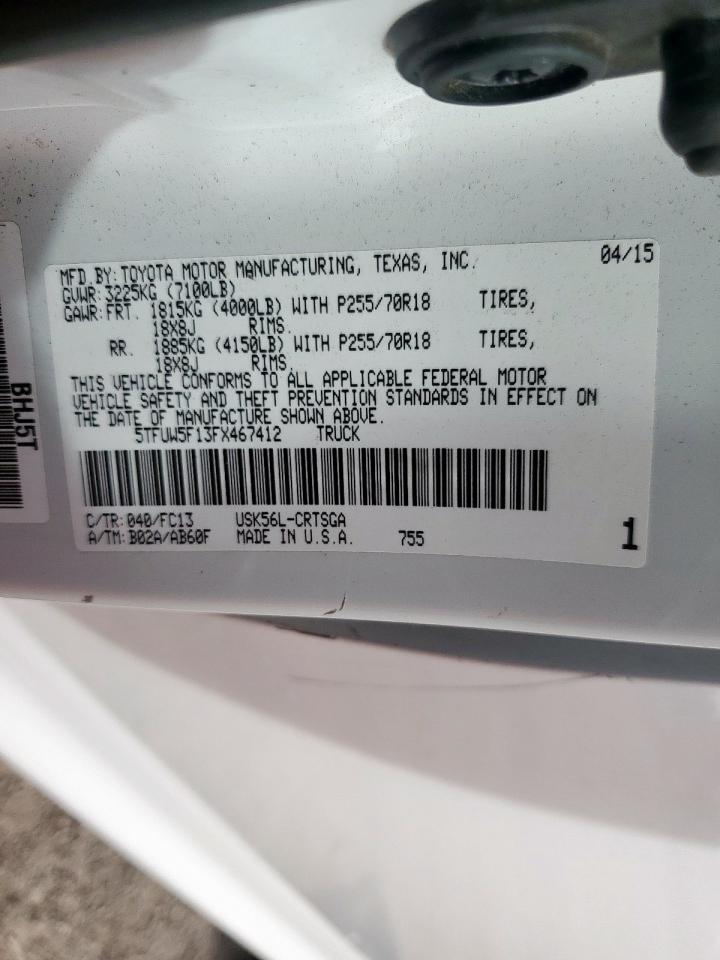 MFD. BY: TOYOTA MOTOR MANUFACTURING, TEXAS, INC. 04/15
GVWR: 3225KG (7100LB)
GAWR: FRT. 1815KG (4000LB) WITH P255/70R18 TIRES,
18X8J RIMS.
RR. 1885KG (4150LB) WITH P255/70R18 TIRES,
18X8J RIMS.
THIS VEHICLE CONFORMS TO ALL APPLICABLE FEDERAL MOTOR
VEHICLE SAFETY AND THEFT PREVENTION STANDARDS IN EFFECT ON
THE DATE OF MANUFACTURE SHOWN ABOVE.
5TFUW5F13FX467412 TRUCK
C/TR: 040/FC13 USK56L-CRTSGA
A/TM: B02A/AB60F MADE IN U.S.A. 755 1
BHJ5T